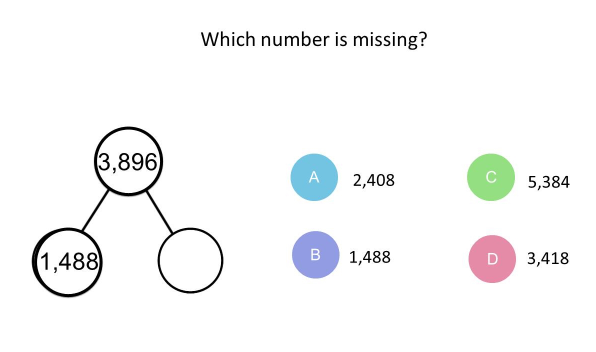 Which number is missing?
3,896
1,488
A 2,408
B 1,488
C 5,384
D 3,418